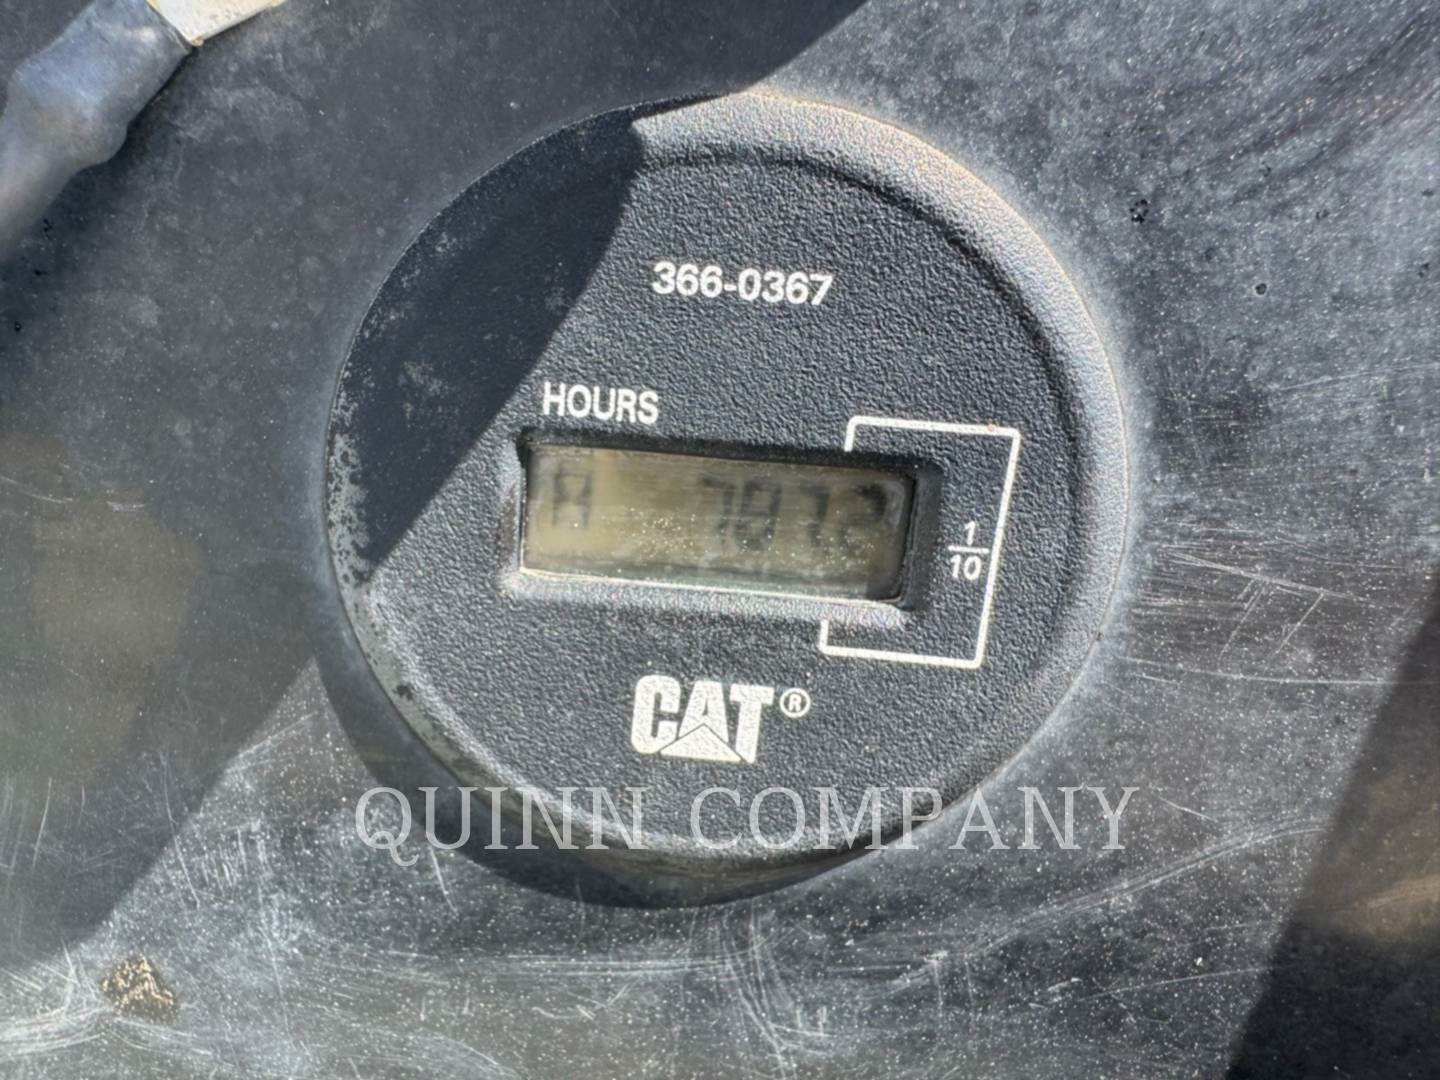 366-0367
HOURS
1
10
CAT®
QUINN COMPANY